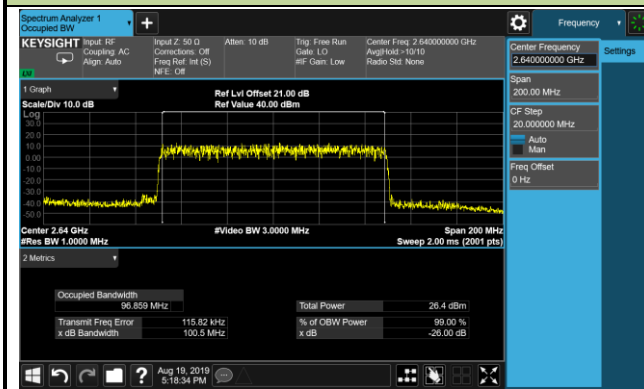 Spectrum Analyzer 1
Occupied BW
+
Frequency
KEYSIGHT
Input: RF
Coupling: AC
Align: Auto
Input Z: 50 Ω
Corrections: Off
Freq Ref: Int (S)
NFE: Off
Atten: 10 dB
Trig: Free Run
Gate: LO
#IF Gain: Low
Center Freq: 2.640000000 GHz
Avg|Hold:>10/10
Radio Std: None
Center Frequency
2.640000000 GHz
Settings
Span
200.00 MHz
CF Step
20.000000 MHz
Auto
Man
Freq Offset
0 Hz
1 Graph
Scale/Div 10.0 dB
Ref Lvl Offset 21.00 dB
Ref Value 40.00 dBm
Log
30.0
20.0
10.0
0.00
-10.0
-20.0
-30.0
-40.0
-50.0
Center 2.64 GHz
#Video BW 3.0000 MHz
Span 200 MHz
#Res BW 1.0000 MHz
Sweep 2.00 ms (2001 pts)
2 Metrics
Occupied Bandwidth
96.859 MHz
Total Power 26.4 dBm
Transmit Freq Error 115.82 kHz
% of OBW Power 99.00 %
x dB Bandwidth 100.5 MHz
x dB -26.00 dB
?
Aug 19, 2019
5:18:34 PM